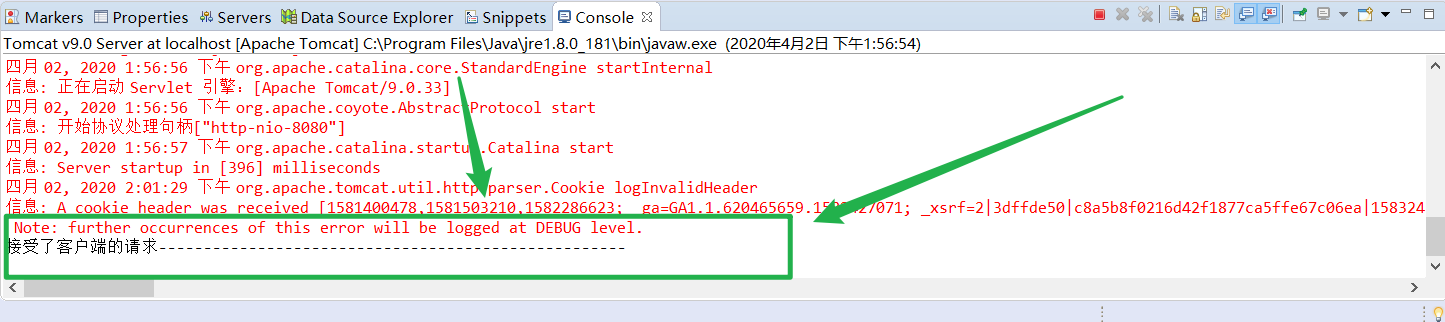 Markers Properties Servers Data Source Explorer Snippets Console
Tomcat v9.0 Server at localhost [Apache Tomcat] C:\Program Files\Java\jre1.8.0_181\bin\javaw.exe (2020年4月2日 下午1:56:54)
四月 02, 2020 1:56:56 下午 org.apache.catalina.core.StandardEngine startInternal
信息: 正在启动 Servlet 引擎：[Apache Tomcat/9.0.33]
四月 02, 2020 1:56:56 下午 org.apache.coyote.AbstractProtocol start
信息: 开始协议处理句柄["http-nio-8080"]
四月 02, 2020 1:56:57 下午 org.apache.catalina.startup.Catalina start
信息: Server startup in [396] milliseconds
四月 02, 2020 2:01:29 下午 org.apache.tomcat.util.http.parser.Cookie logInvalidHeader
信息: A cookie header was received [1581400478,1581503210,1582286623; _ga=GA1.1.620465659. _xsrf=2|3dffde50|c8a5b8f0216d42f1877ca5ffe67c06ea|158324
Note: further occurrences of this error will be logged at DEBUG level.
接受了客户端的请求------------------------------------------------------------